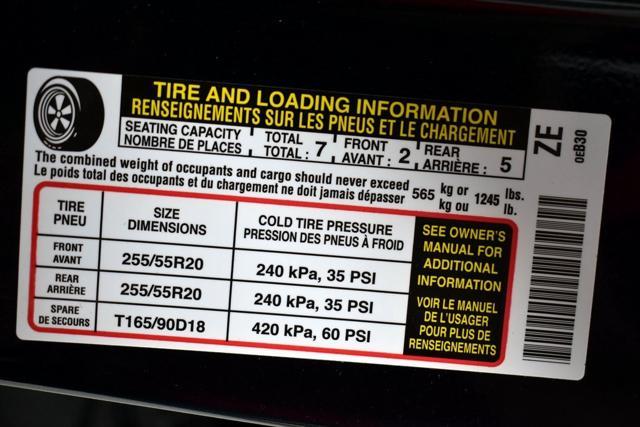 TIRE AND LOADING INFORMATION
RENSEIGNEMENTS SUR LES PNEUS ET LE CHARGEMENT
SEATING CAPACITY TOTAL FRONT REAR
NOMBRE DE PLACES TOTAL : 7 AVANT : 2 ARRIÈRE : 5
The combined weight of occupants and cargo should never exceed 565 kg or 1245 lbs.
Le poids total des occupants et du chargement ne doit jamais dépasser kg ou lb.
TIRE SIZE COLD TIRE PRESSURE
PNEU DIMENSIONS PRESSION DES PNEUS À FROID
FRONT
AVANT 255/55R20 240 kPa, 35 PSI
REAR
ARRIÈRE 255/55R20 240 kPa, 35 PSI
SPARE
DE SECOURS T165/90D18 420 kPa, 60 PSI
SEE OWNER'S
MANUAL FOR
ADDITIONAL
INFORMATION
VOIR LE MANUEL
DE L'USAGER
POUR PLUS DE
RENSEIGNEMENTS
ZE
0EB30